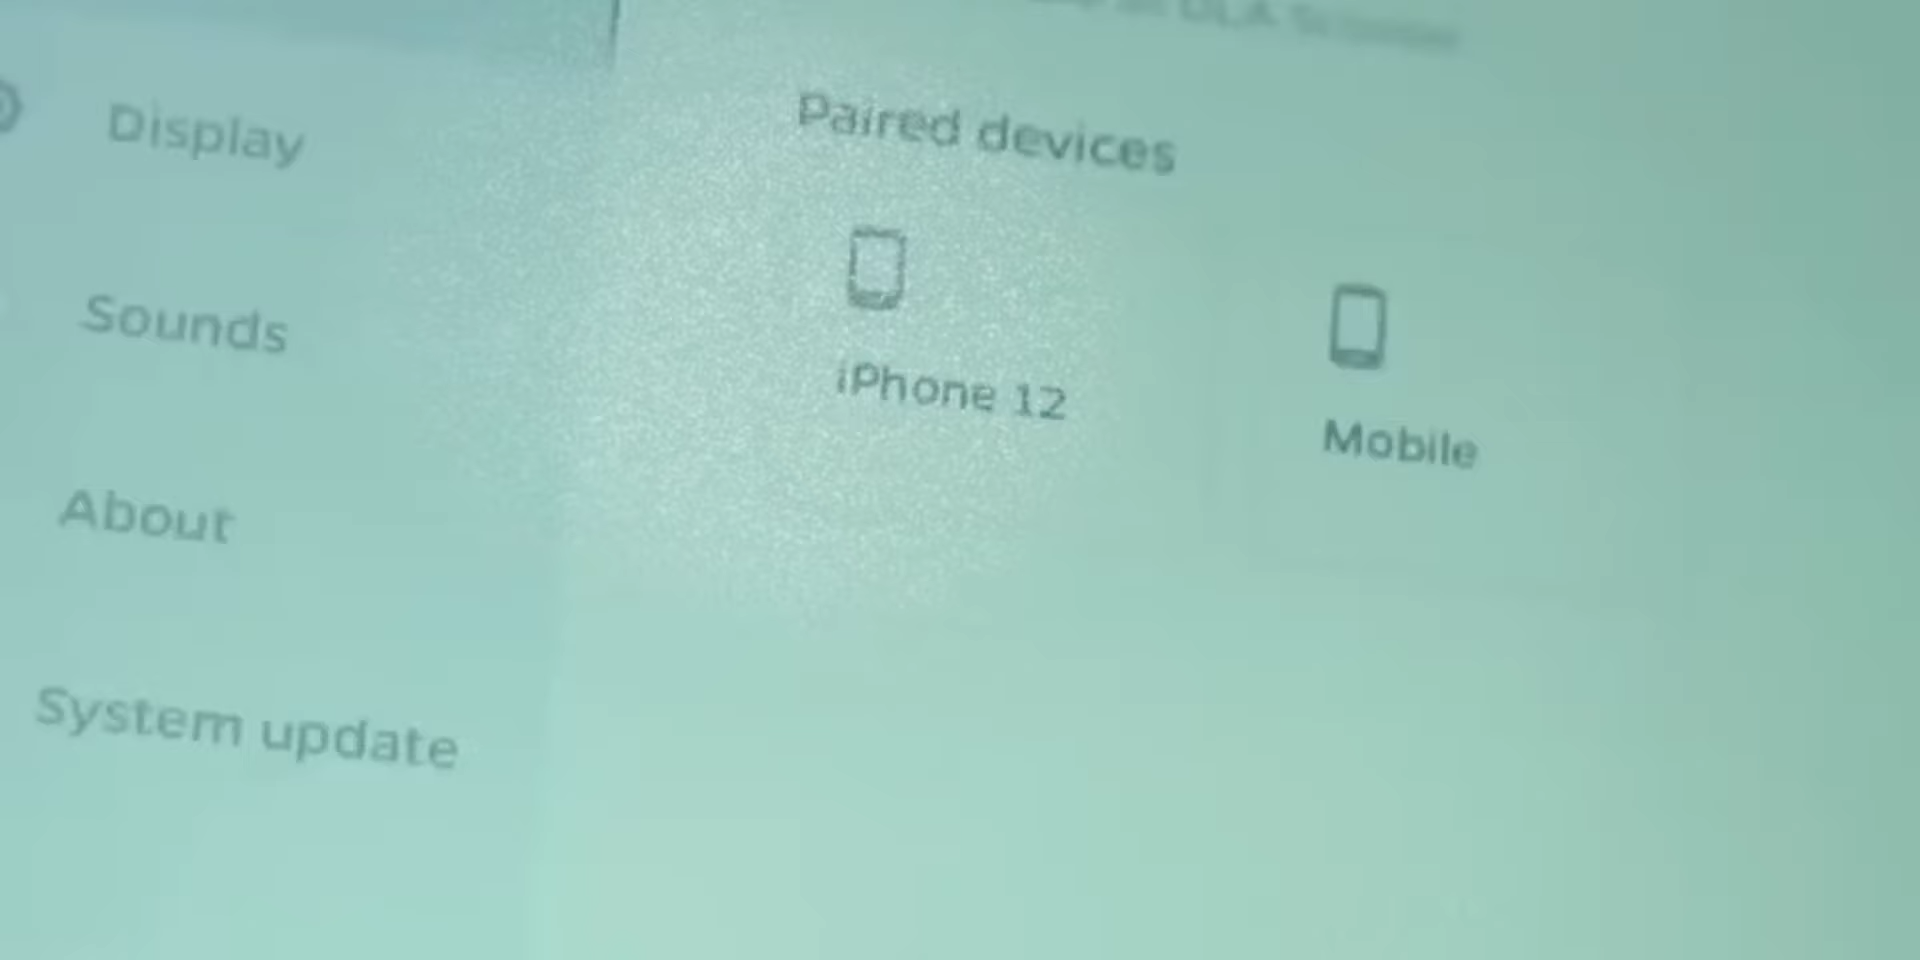 Display
Sounds
About
System update
Paired devices
iPhone 12
Mobile